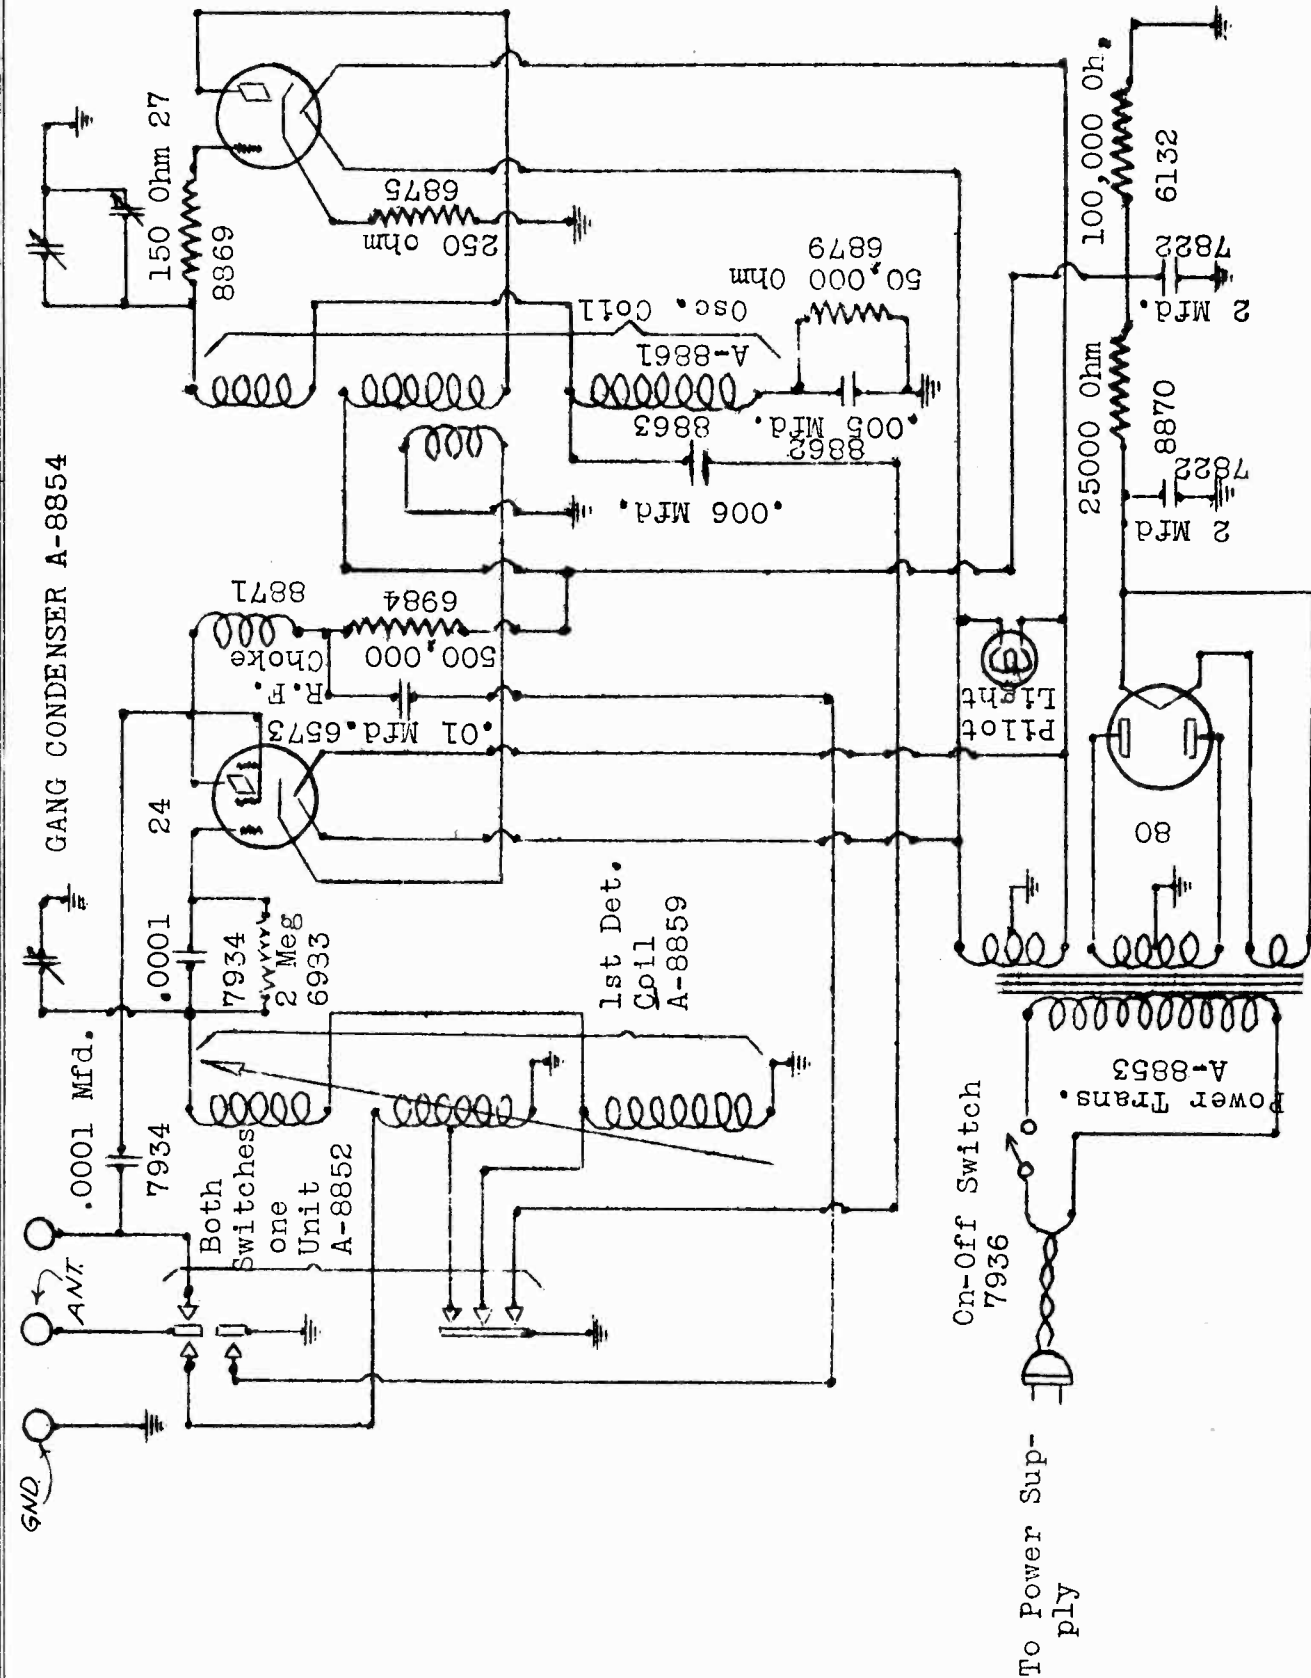 GND.
ANT.
.0001 Mfd.
7934
Both
Switches
one
Unit
A-8852
GANG CONDENSER A-8854
.0001
7934
2 Meg
6933
24
1st Det.
Coil
A-8859
R.F.
Choke
8871
500,000
6984
.01 Mfd.6573
150 Ohm 27
8869
250 ohm
6875
Osc. Coil
A-8861
.006 Mfd.
8863
.005 Mfd.
8862
50,000 Ohm
6879
Pilot
Light
80
25000 Ohm
8870
2 Mfd
7822
2 Mfd.
7822
100,000 Oh.
6132
Power Trans.
A-8853
On-Off Switch
7936
To Power Sup-
ply